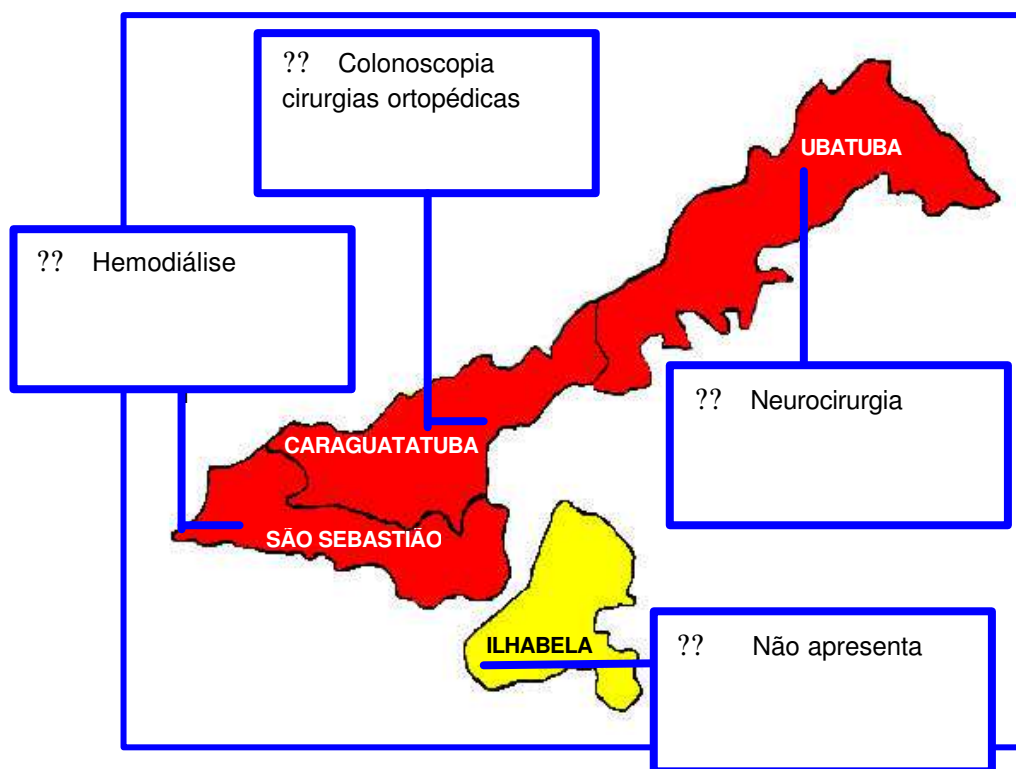 ?? Colonoscopia
cirurgias ortopédicas
UBATUBA
?? Hemodiálise
?? Neurocirurgia
CARAGUATATUBA
SÃO SEBASTIÃO
ILHABELA
?? Não apresenta